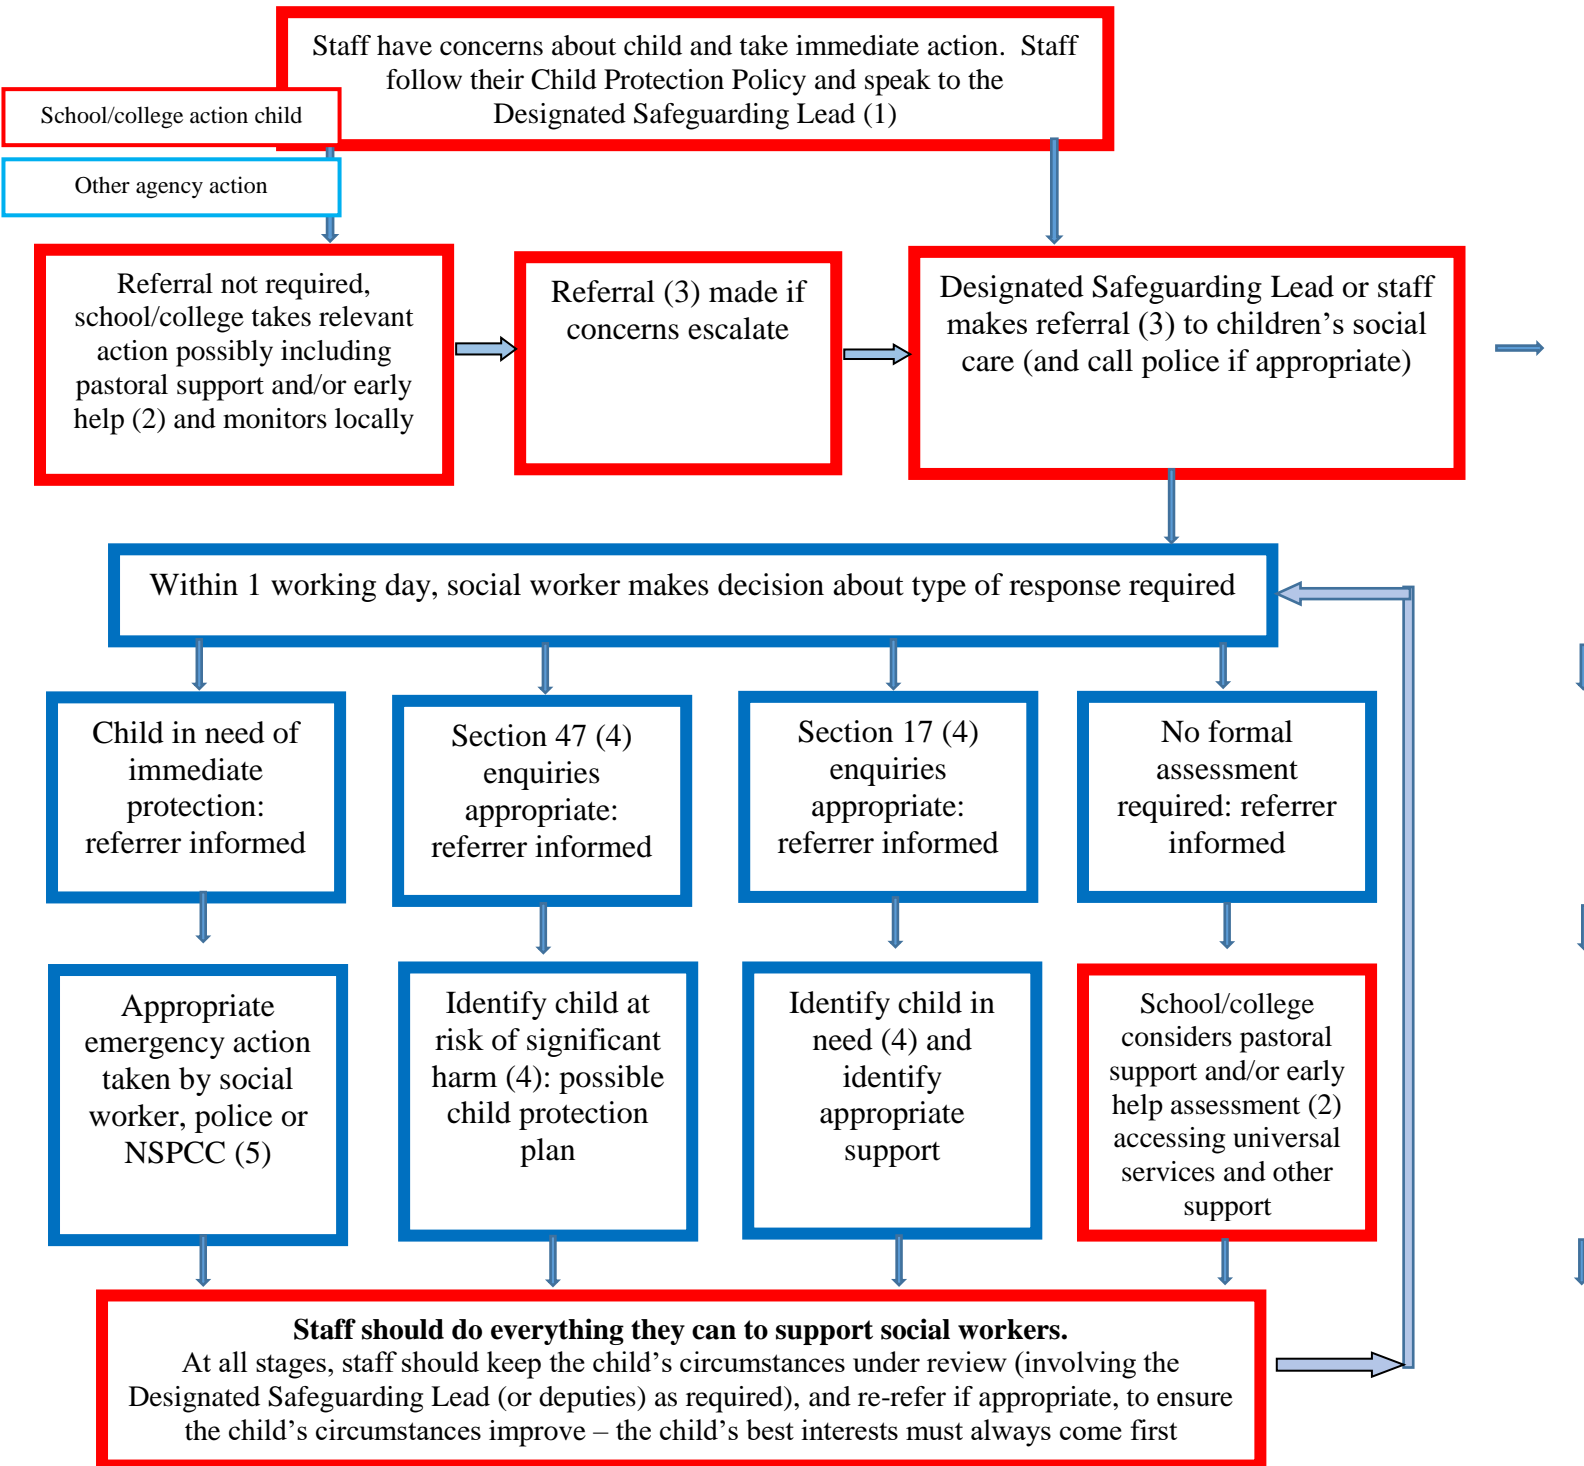 Staff have concerns about child and take immediate action.  Staff
follow their Child Protection Policy and speak to the
Designated Safeguarding Lead (1)
School/college action child
Other agency action
Referral not required,
school/college takes relevant
action possibly including
pastoral support and/or early
help (2) and monitors locally
Referral (3) made if
concerns escalate
Designated Safeguarding Lead or staff
makes referral (3) to children’s social
care (and call police if appropriate)
Within 1 working day, social worker makes decision about type of response required
Child in need of
immediate
protection:
referrer informed
Section 47 (4)
enquiries
appropriate:
referrer informed
Section 17 (4)
enquiries
appropriate:
referrer informed
No formal
assessment
required: referrer
informed
Appropriate
emergency action
taken by social
worker, police or
NSPCC (5)
Identify child at
risk of significant
harm (4): possible
child protection
plan
Identify child in
need (4) and
identify
appropriate
support
School/college
considers pastoral
support and/or early
help assessment (2)
accessing universal
services and other
support
Staff should do everything they can to support social workers.
At all stages, staff should keep the child’s circumstances under review (involving the
Designated Safeguarding Lead (or deputies) as required), and re-refer if appropriate, to ensure
the child’s circumstances improve – the child’s best interests must always come first